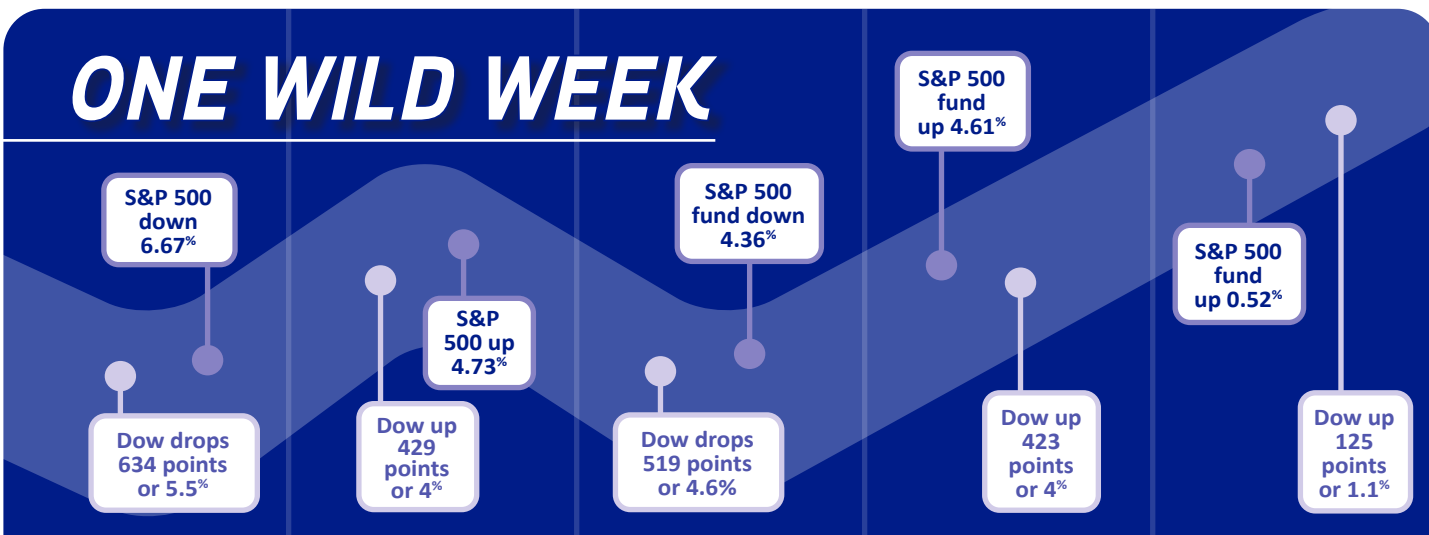 ONE WILD WEEK
S&P 500
down
6.67%
Dow drops
634 points
or 5.5%
S&P
500 up
4.73%
Dow up
429
points
or 4%
S&P 500
fund down
4.36%
Dow drops
519 points
or 4.6%
S&P 500
fund
up 4.61%
Dow up
423
points
or 4%
S&P 500
fund
up 0.52%
Dow up
125
points
or 1.1%